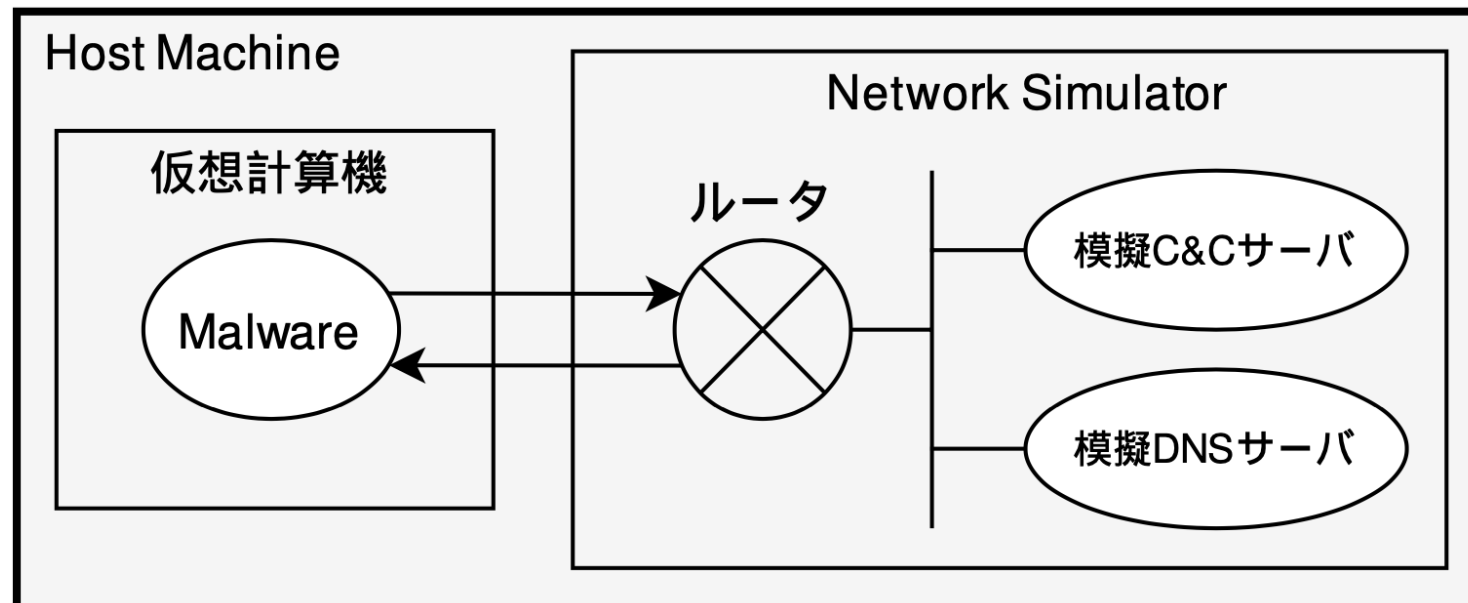 Host Machine
Network Simulator
仮想計算機
ルータ
Malware
模擬C&Cサーバ
模擬DNSサーバ